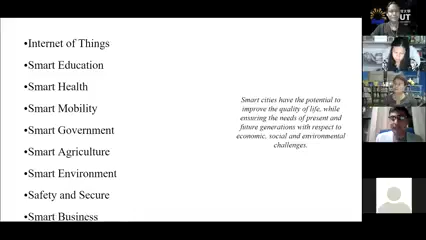 •Internet of Things
•Smart Education
•Smart Health
•Smart Mobility
•Smart Government
•Smart Agriculture
•Smart Environment
•Safety and Secure
•Smart Business
Smart cities have the potential to
improve the quality of life, while
ensuring the needs of present and
future generations with respect to
economic, social and environmental
challenges.